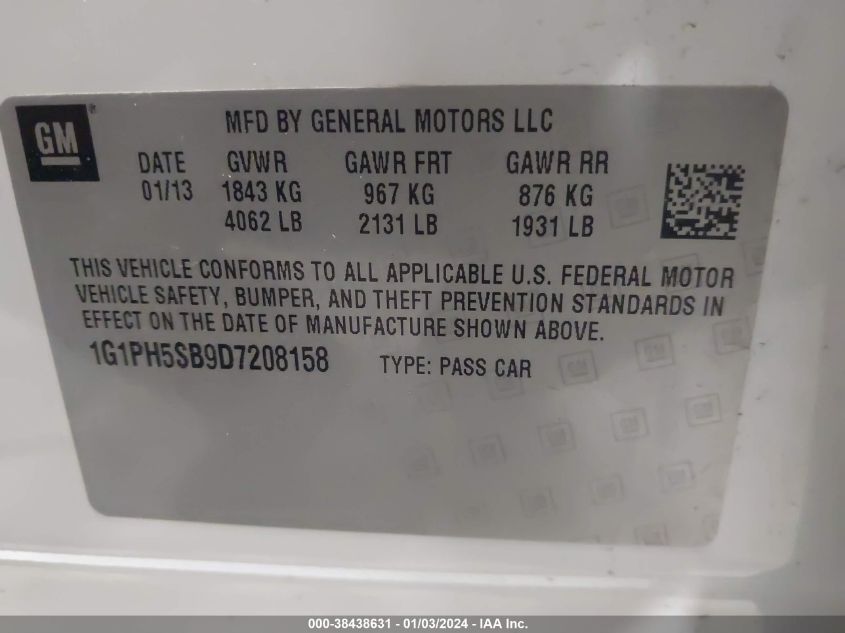 GM
®
MFD BY GENERAL MOTORS LLC
DATE GVWR GAWR FRT GAWR RR
01/13 1843 KG 967 KG 876 KG
4062 LB 2131 LB 1931 LB
THIS VEHICLE CONFORMS TO ALL APPLICABLE U.S. FEDERAL MOTOR
VEHICLE SAFETY, BUMPER, AND THEFT PREVENTION STANDARDS IN
EFFECT ON THE DATE OF MANUFACTURE SHOWN ABOVE.
1G1PH5SB9D7208158 TYPE: PASS CAR
000-38438631 - 01/03/2024 - IAA Inc.